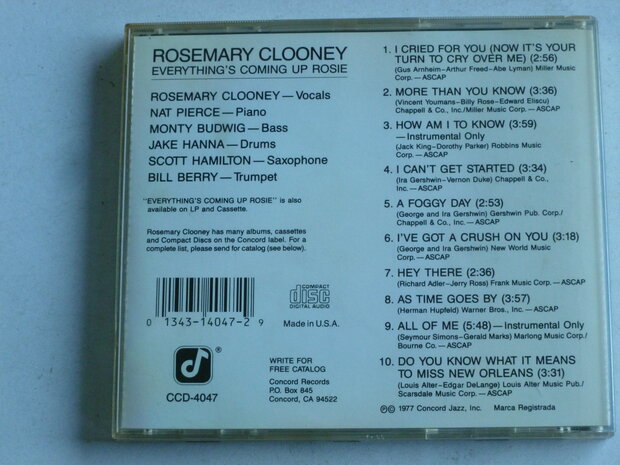 ROSEMARY CLOONEY
EVERYTHING'S COMING UP ROSIE
ROSEMARY CLOONEY — Vocals
NAT PIERCE — Piano
MONTY BUDWIG — Bass
JAKE HANNA — Drums
SCOTT HAMILTON — Saxophone
BILL BERRY — Trumpet
"EVERYTHING'S COMING UP ROSIE" is also
available on LP and Cassette.
Rosemary Clooney has many albums, cassettes
and Compact Discs on the Concord label. For a
complete list, please send for catalog (see below).
COMPACT
disc
DIGITAL AUDIO
0 1343-14047-2 9
Made in U.S.A.
®
CCD-4047
WRITE FOR
FREE CATALOG
Concord Records
P.O. Box 845
Concord, CA 94522
1. I CRIED FOR YOU (NOW IT'S YOUR
TURN TO CRY OVER ME) (2:56)
(Gus Arnheim–Arthur Freed–Abe Lyman) Miller Music
Corp. — ASCAP
2. MORE THAN YOU KNOW (3:36)
(Vincent Youmans–Billy Rose–Edward Eliscu)
Chappell & Co., Inc./Miller Music Corp. — ASCAP
3. HOW AM I TO KNOW (3:59)
— Instrumental Only
(Jack King–Dorothy Parker) Robbins Music
Corp. — ASCAP
4. I CAN'T GET STARTED (3:34)
(Ira Gershwin–Vernon Duke) Chappell & Co.,
Inc. — ASCAP
5. A FOGGY DAY (2:53)
(George and Ira Gershwin) Gershwin Pub. Corp./
Chappell & Co., Inc. — ASCAP
6. I'VE GOT A CRUSH ON YOU (3:18)
(George and Ira Gershwin) New World Music
Corp. — ASCAP
7. HEY THERE (2:36)
(Richard Adler–Jerry Ross) Frank Music Corp. — ASCAP
8. AS TIME GOES BY (3:57)
(Herman Hupfeld) Warner Bros., Inc. — ASCAP
9. ALL OF ME (5:48) — Instrumental Only
(Seymour Simons–Gerald Marks) Marlong Music Corp./
Bourne Co. — ASCAP
10. DO YOU KNOW WHAT IT MEANS
TO MISS NEW ORLEANS (3:31)
(Louis Alter–Edgar DeLange) Louis Alter Music Pub./
Scarsdale Music Corp. — ASCAP
℗© 1977 Concord Jazz, Inc. Marca Registrada